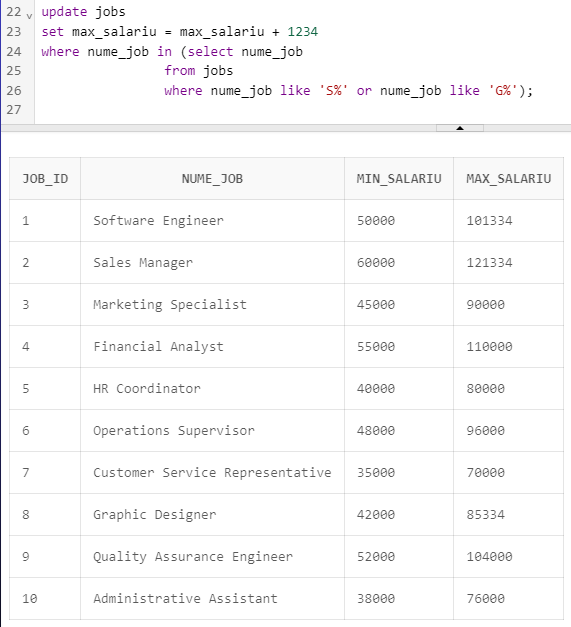 22 update jobs
23 set max_salariu = max_salariu + 1234
24 where nume_job in (select nume_job
25 from jobs
26 where nume_job like 'S%' or nume_job like 'G%');
27
JOB_ID NUME_JOB MIN_SALARIU MAX_SALARIU
1 Software Engineer 50000 101334
2 Sales Manager 60000 121334
3 Marketing Specialist 45000 90000
4 Financial Analyst 55000 110000
5 HR Coordinator 40000 80000
6 Operations Supervisor 48000 96000
7 Customer Service Representative 35000 70000
8 Graphic Designer 42000 85334
9 Quality Assurance Engineer 52000 104000
10 Administrative Assistant 38000 76000